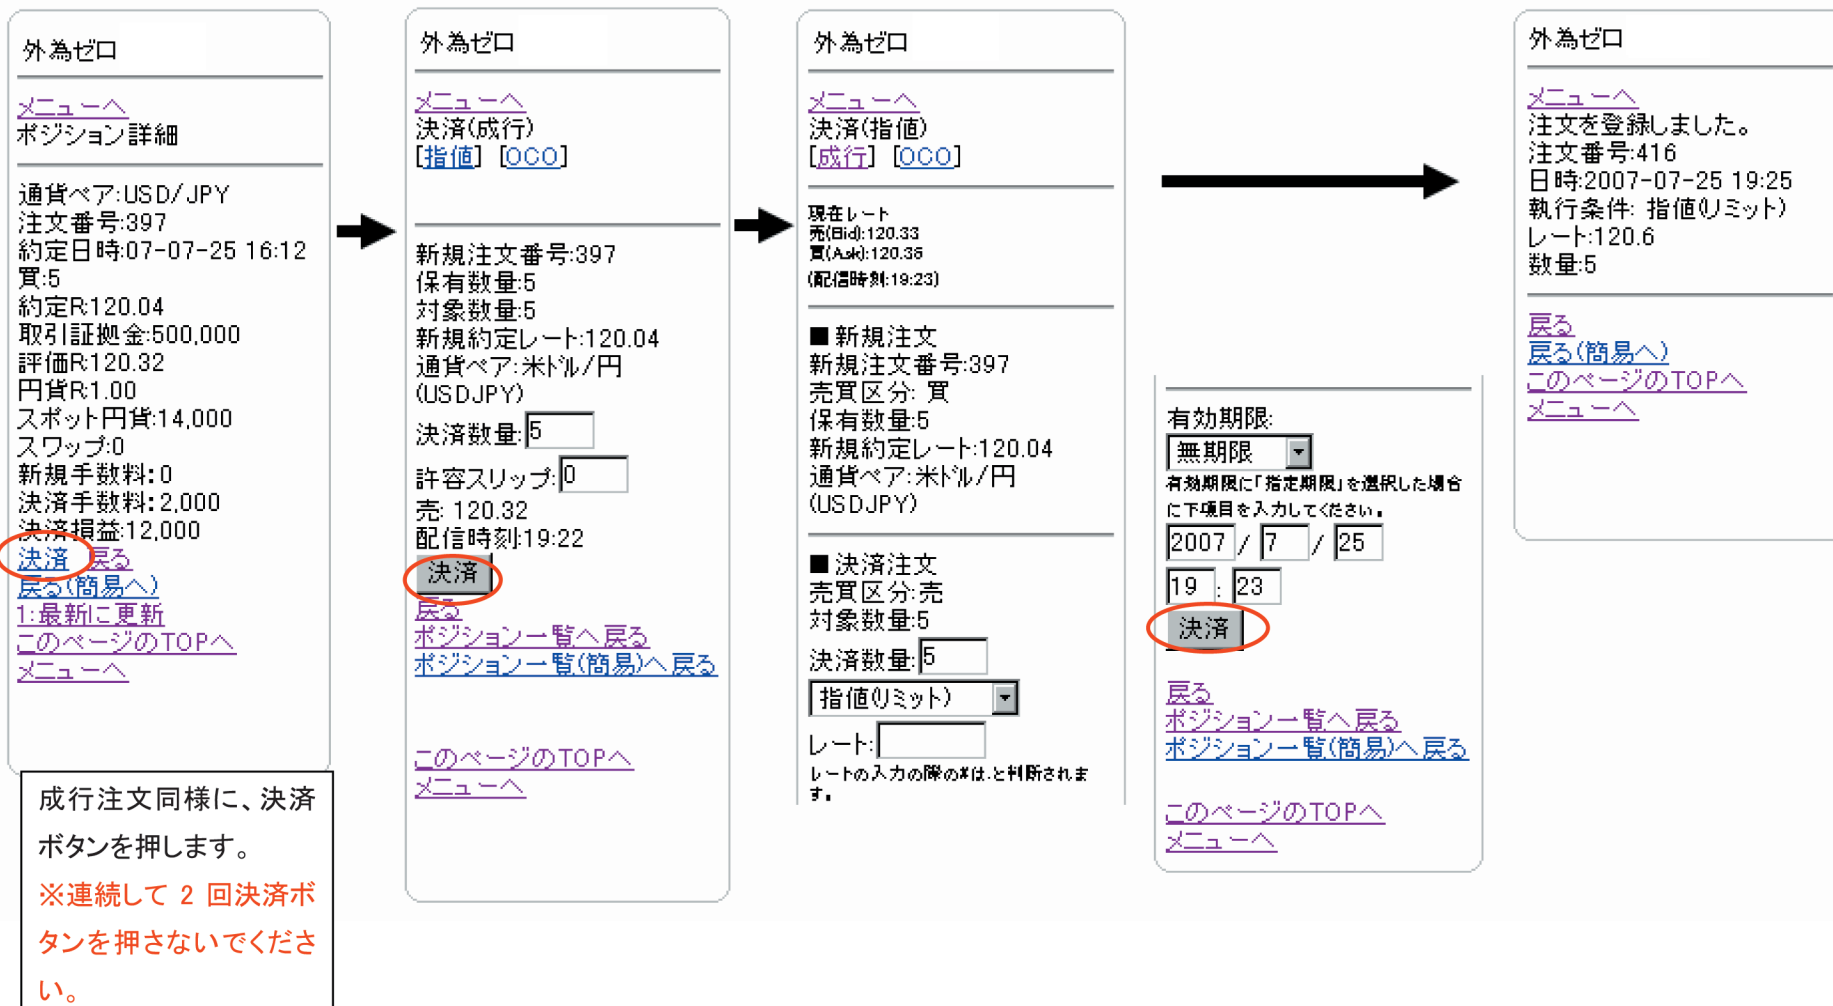 外為ゼロ
メニューへ
ポジション詳細
通貨ペア:USD/JPY
注文番号:397
約定日時:07-07-25 16:12
買:5
約定R:120.04
取引証拠金:500,000
評価R:120.32
円貨R:1.00
スポット円貨:14,000
スワップ:0
新規手数料:0
決済手数料:2,000
決済損益:12,000
決済 戻る
戻る(簡易へ)
1:最新に更新
このページのTOPへ
メニューへ
成行注文同様に、決済
ボタンを押します。
※連続して 2 回決済ボ
タンを押さないでくださ
い。
外為ゼロ
メニューへ
決済(成行)
[指値] [OCO]
新規注文番号:397
保有数量:5
対象数量:5
新規約定レート:120.04
通貨ペア:米ドル/円
(USDJPY)
決済数量:5
許容スリップ:0
売: 120.32
配信時刻:19:22
決済
戻る
ポジション一覧へ戻る
ポジション一覧(簡易)へ戻る
このページのTOPへ
メニューへ
外為ゼロ
メニューへ
決済(指値)
[成行] [OCO]
現在レート
売(Bid):120.33
買(Ask):120.36
(配信時刻:19:23)
■新規注文
新規注文番号:397
売買区分: 買
保有数量:5
新規約定レート:120.04
通貨ペア:米ドル/円
(USDJPY)
■決済注文
売買区分:売
対象数量:5
決済数量:5
指値(リミット)
レート:
レートの入力の際の*は.と判断されま
す。
有効期限:
無期限
有効期限に「指定期限」を選択した場合
に下項目を入力してください。
2007 / 7 / 25
19 : 23
決済
戻る
ポジション一覧へ戻る
ポジション一覧(簡易)へ戻る
このページのTOPへ
メニューへ
外為ゼロ
メニューへ
注文を登録しました。
注文番号:416
日時:2007-07-25 19:25
執行条件: 指値(リミット)
レート:120.6
数量:5
戻る
戻る(簡易へ)
このページのTOPへ
メニューへ